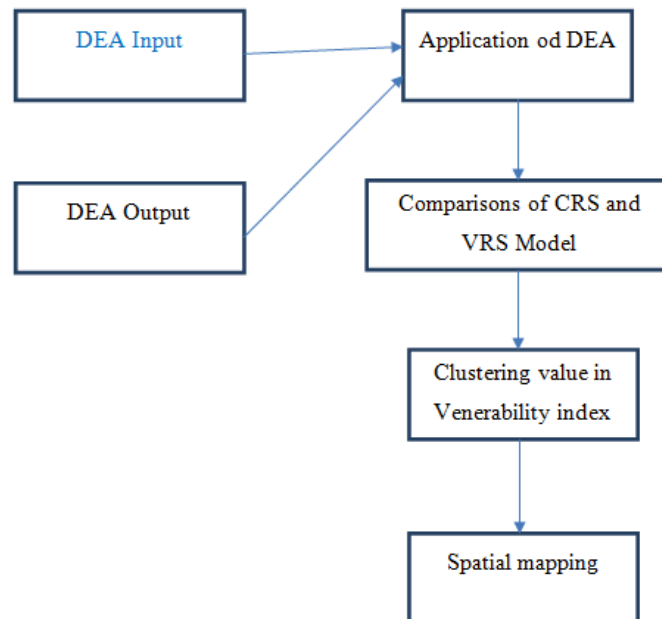 DEA Input
Application od DEA
DEA Output
Comparisons of CRS and
VRS Model
Clustering value in
Venerability index
Spatial mapping